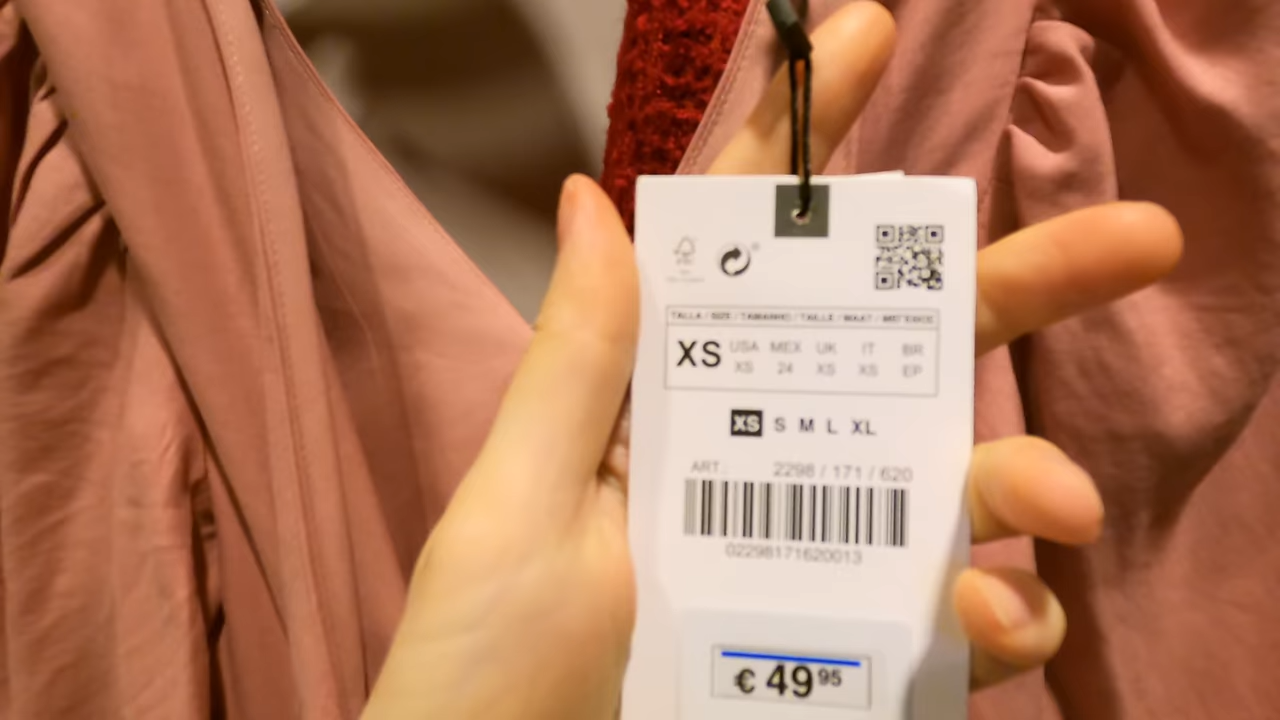 TALLA / SIZE / TAMANHO / TAILLE / MAAT /
XS USA MEX UK IT BR
XS 24 XS XS EP
XS S M L XL
ART.: 2298 / 171 / 620
02298171620013
€ 49 95